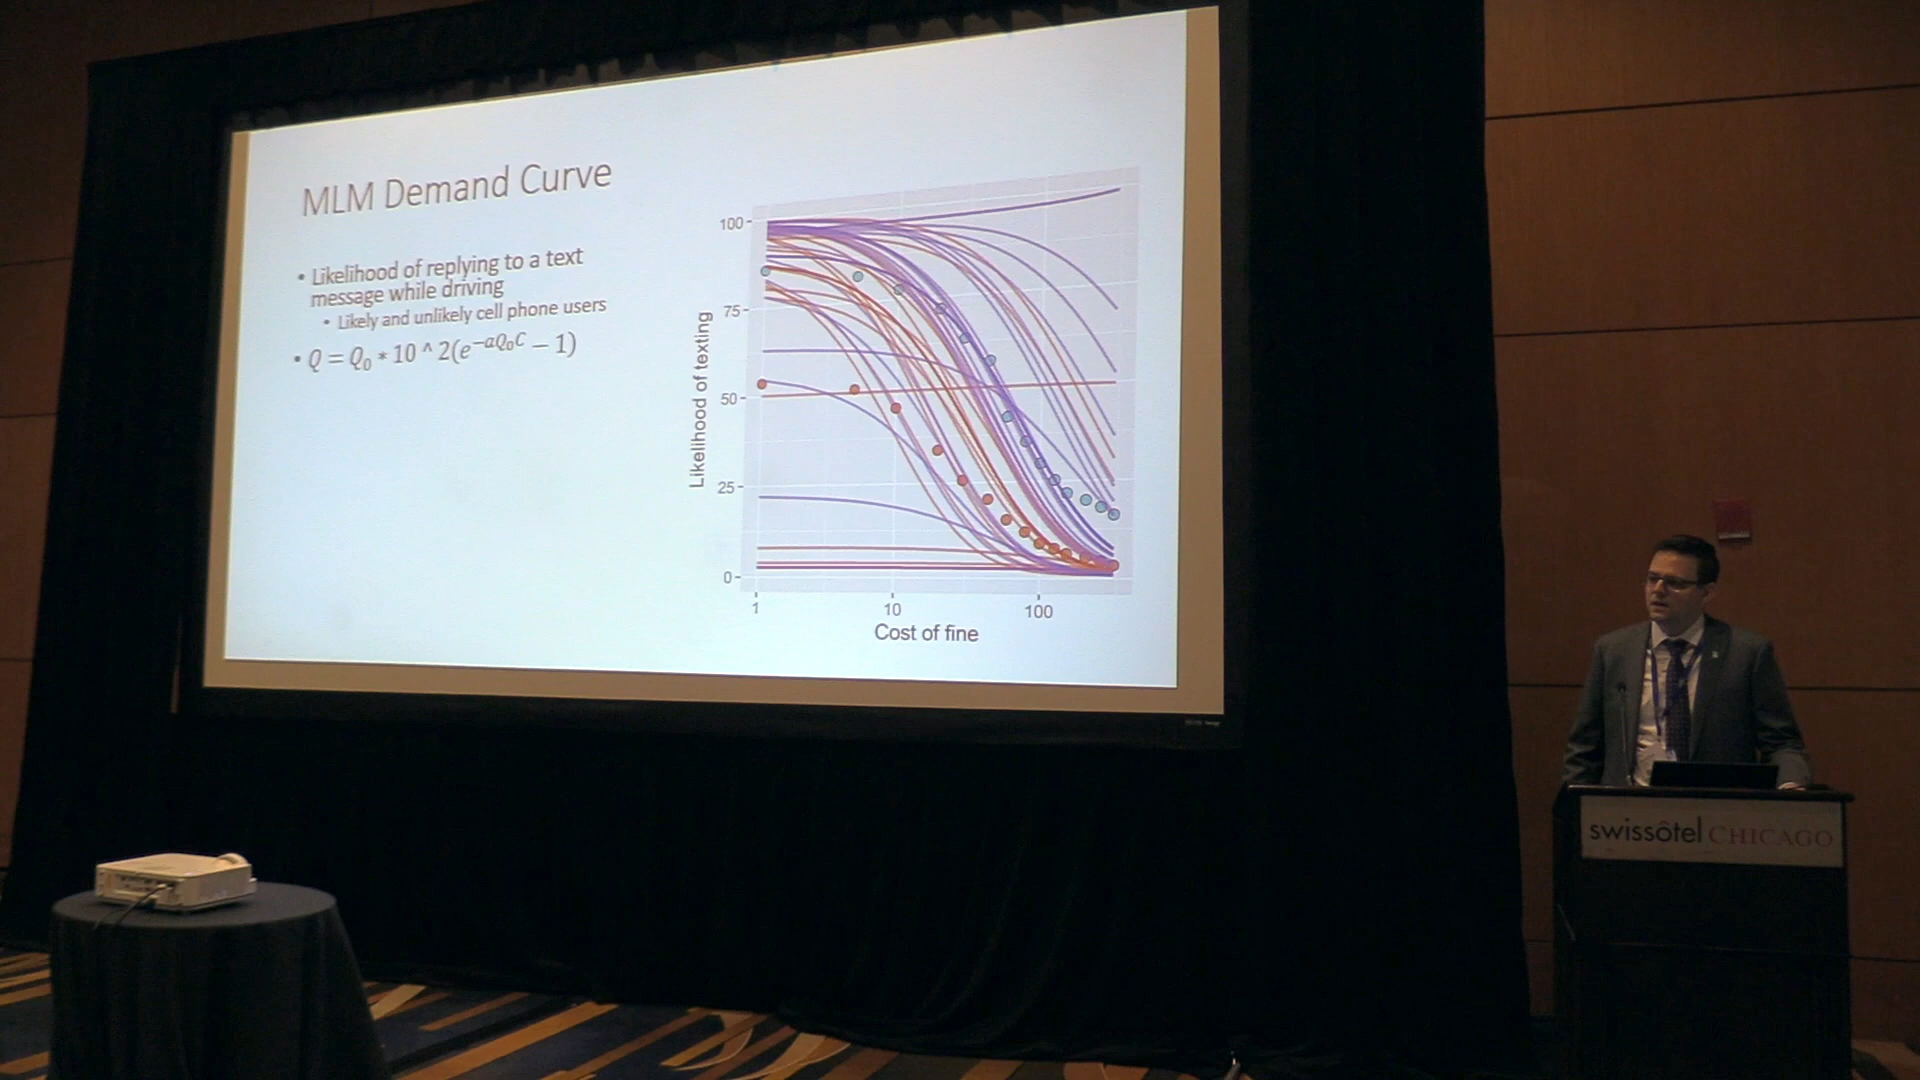 MLM Demand Curve
• Likelihood of replying to a text
message while driving
• Likely and unlikely cell phone users
• Q = Q₀ * 10 ^ 2(e^−αQ₀C − 1)
100
75
50
25
0
Likelihood of texting
1 10 100
Cost of fine
swissôtel CHICAGO